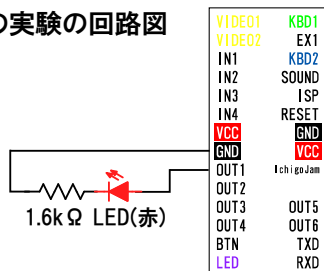 の実験の回路図
VIDEO1 KBD1
VIDEO2 EX1
IN1 KBD2
IN2 SOUND
IN3 ISP
IN4 RESET
VCC GND
GND VCC
OUT1 IchigoJam
OUT2
OUT3 OUT5
OUT4 OUT6
BTN TXD
LED RXD
1.6kΩ LED(赤)